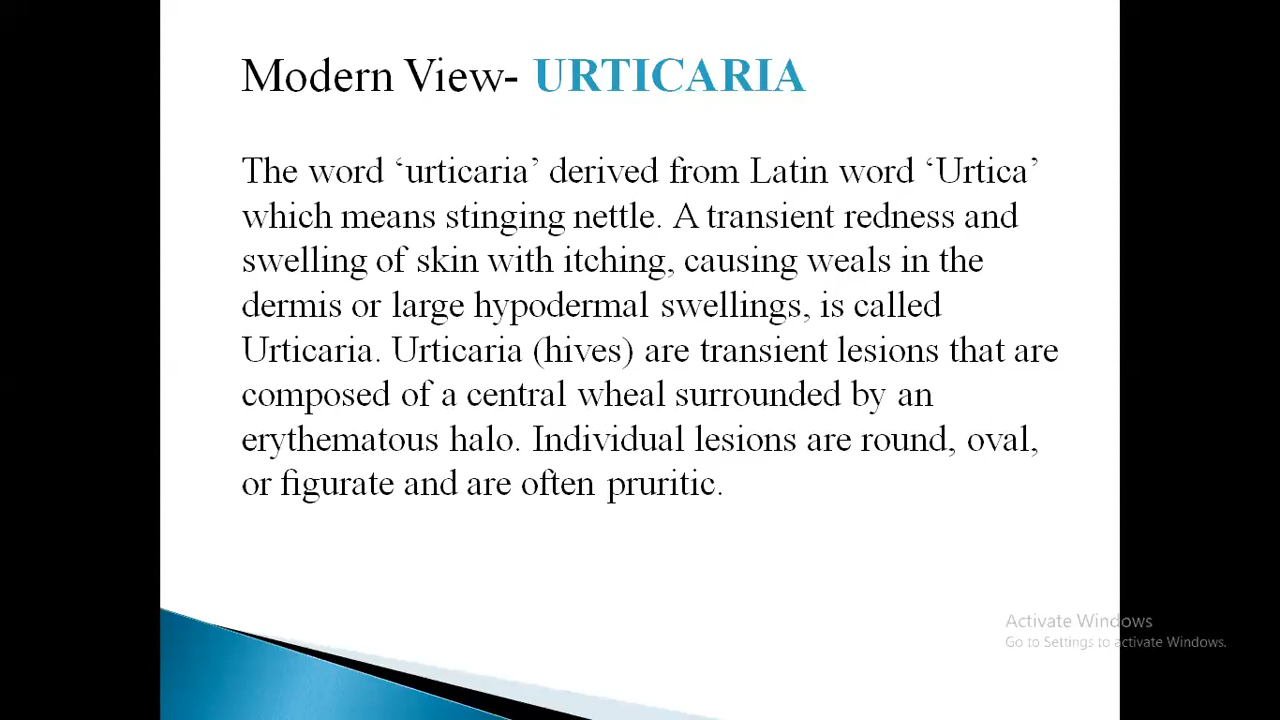 Modern View- URTICARIA
The word ‘urticaria’ derived from Latin word ‘Urtica’
which means stinging nettle. A transient redness and
swelling of skin with itching, causing weals in the
dermis or large hypodermal swellings, is called
Urticaria. Urticaria (hives) are transient lesions that are
composed of a central wheal surrounded by an
erythematous halo. Individual lesions are round, oval,
or figurate and are often pruritic.
Activate Windows
Go to Settings to activate Windows.